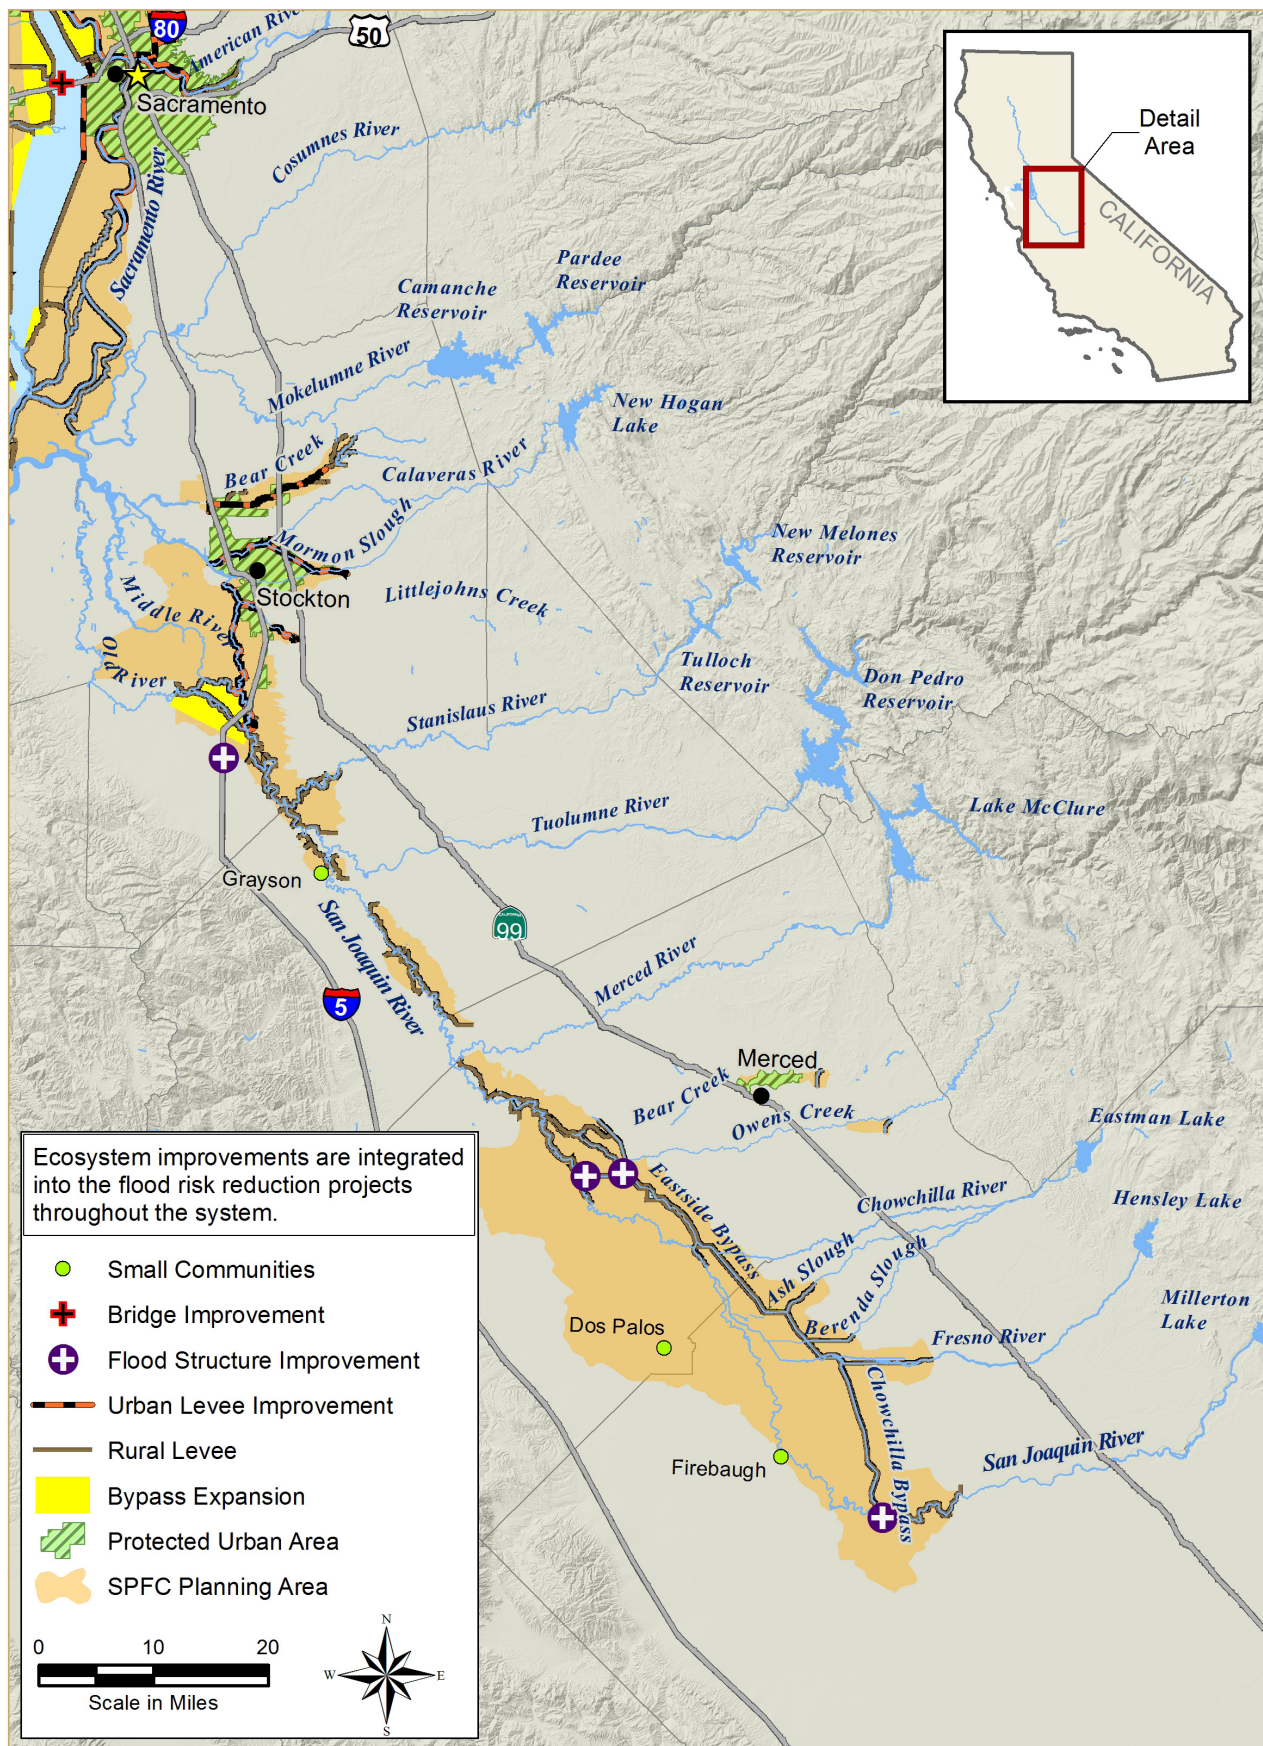 80
50
American River
Sacramento
Cosumnes River
Sacramento River
Detail
Area
CALIFORNIA
Pardee
Reservoir
Camanche
Reservoir
Mokelumne River
New Hogan
Lake
Bear Creek
Calaveras River
Mormon Slough
New Melones
Reservoir
Stockton
Littlejohns Creek
Middle River
Old River
Tulloch
Reservoir
Don Pedro
Reservoir
Stanislaus River
Tuolumne River
Lake McClure
Grayson
San Joaquin River
CALIFORNIA
99
5
Merced River
Merced
Bear Creek
Owens Creek
Eastman Lake
Eastside Bypass
Chowchilla River
Hensley Lake
Ash Slough
Berenda Slough
Millerton
Lake
Dos Palos
Fresno River
Chowchilla Bypass
San Joaquin River
Firebaugh
Ecosystem improvements are integrated
into the flood risk reduction projects
throughout the system.
Small Communities
Bridge Improvement
Flood Structure Improvement
Urban Levee Improvement
Rural Levee
Bypass Expansion
Protected Urban Area
SPFC Planning Area
0 10 20
Scale in Miles
N
W E
S